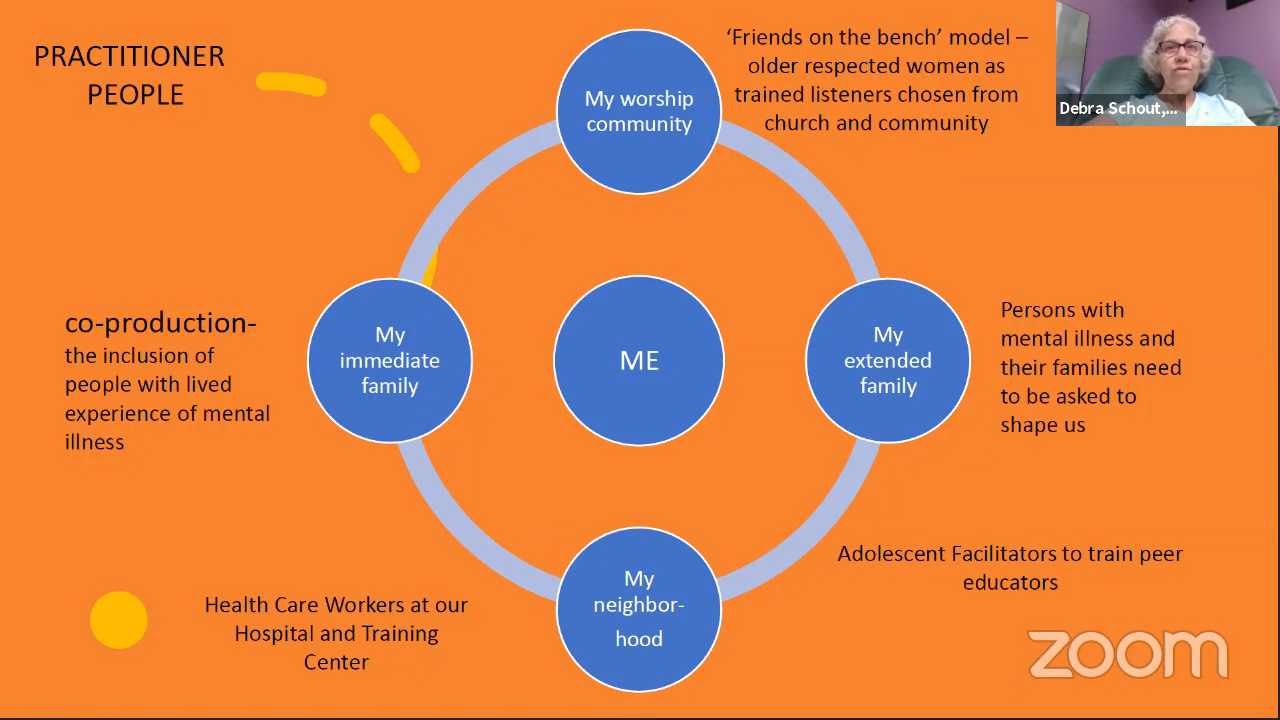 PRACTITIONER
PEOPLE
My worship
community
‘Friends on the bench’ model –
older respected women as
trained listeners chosen from
church and community
Debra Schout,...
co-production-
the inclusion of
people with lived
experience of mental
illness
My
immediate
family
ME
My
extended
family
Persons with
mental illness and
their families need
to be asked to
shape us
Health Care Workers at our
Hospital and Training
Center
My
neighbor-
hood
Adolescent Facilitators to train peer
educators
zoom